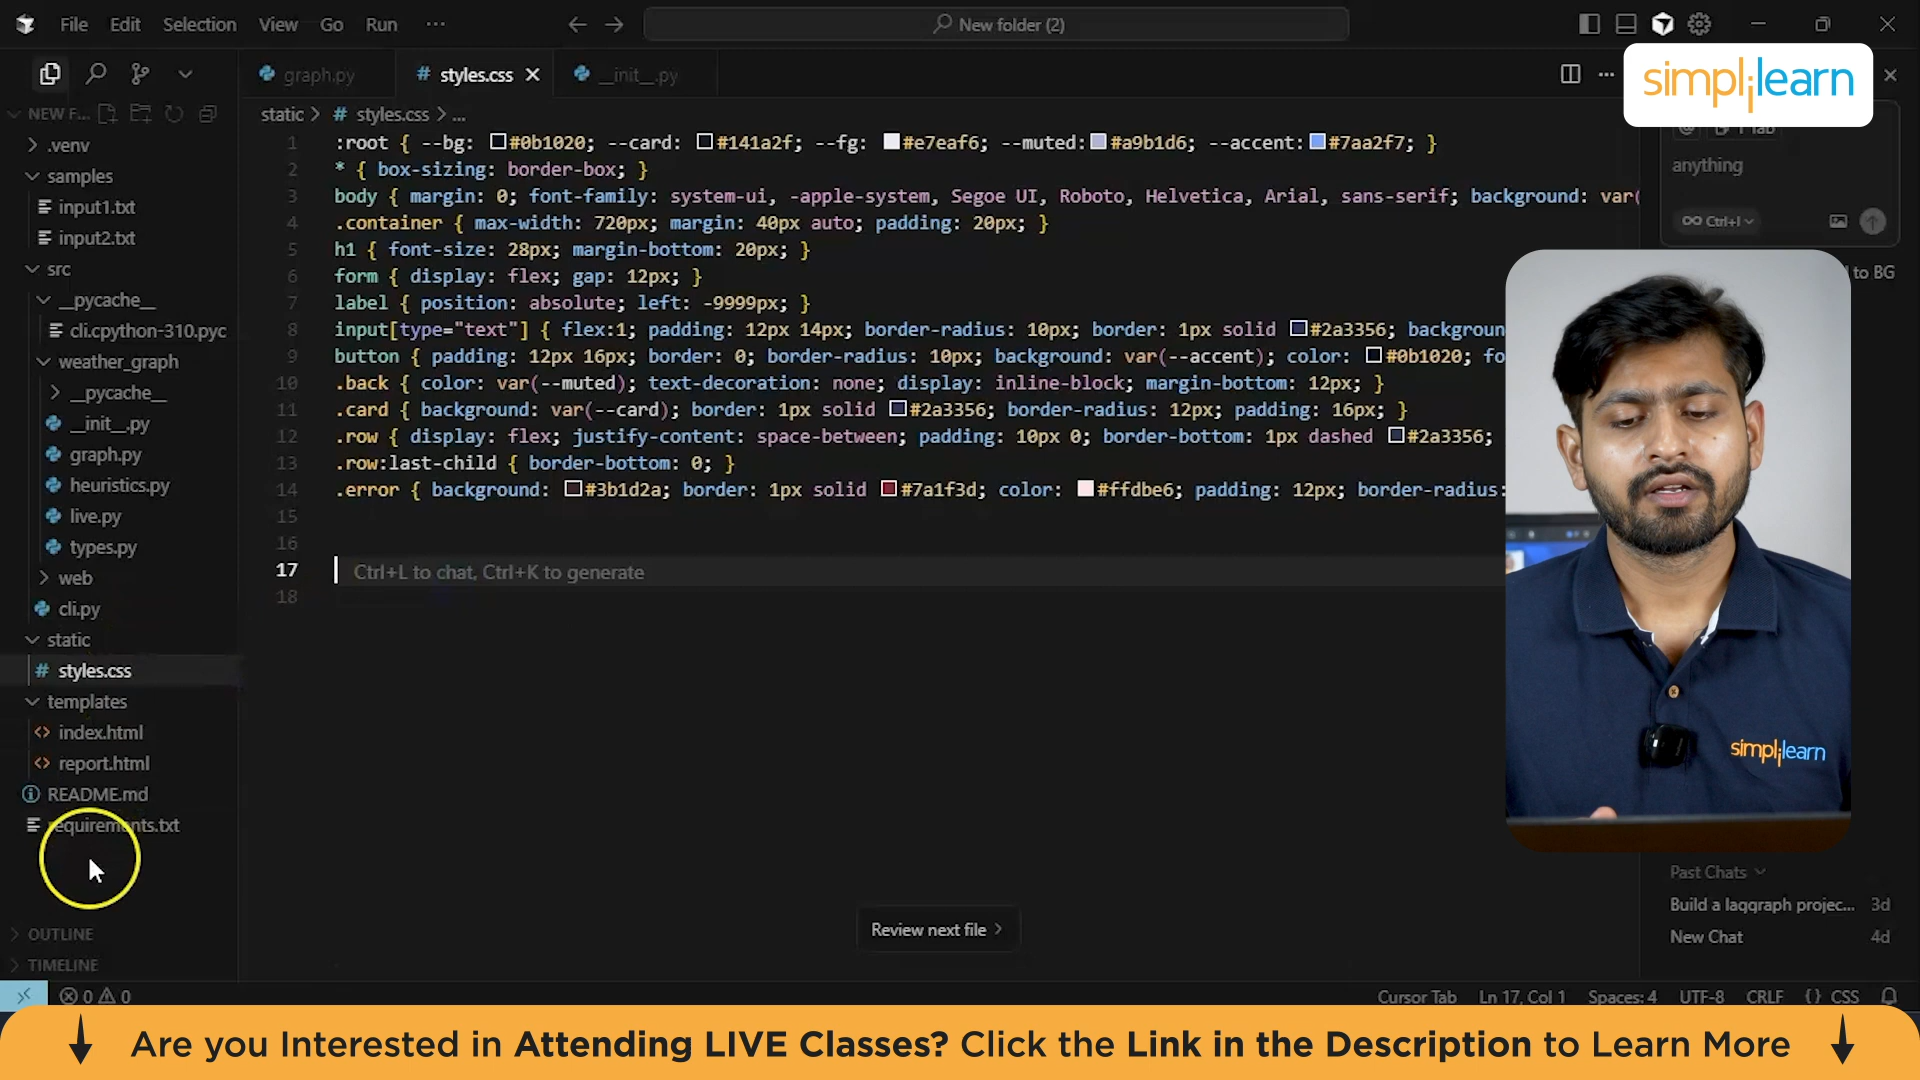 File Edit Selection View Go Run ... New folder (2)
simplilearn
graph.py # styles.css __init__.py
NEW F...
static > # styles.css > ...
1 Tab
anything
Ctrl+I
to BG
.venv
samples
input1.txt
input2.txt
src
__pycache__
cli.cpython-310.pyc
weather_graph
__pycache__
__init__.py
graph.py
heuristics.py
live.py
types.py
web
cli.py
static
# styles.css
templates
index.html
report.html
README.md
requirements.txt
OUTLINE
TIMELINE
1 :root { --bg: #0b1020; --card: #141a2f; --fg: #e7eaf6; --muted: #a9b1d6; --accent: #7aa2f7; }
2 * { box-sizing: border-box; }
3 body { margin: 0; font-family: system-ui, -apple-system, Segoe UI, Roboto, Helvetica, Arial, sans-serif; background: var(
4 .container { max-width: 720px; margin: 40px auto; padding: 20px; }
5 h1 { font-size: 28px; margin-bottom: 20px; }
6 form { display: flex; gap: 12px; }
7 label { position: absolute; left: -9999px; }
8 input[type="text"] { flex:1; padding: 12px 14px; border-radius: 10px; border: 1px solid #2a3356; backgroun
9 button { padding: 12px 16px; border: 0; border-radius: 10px; background: var(--accent); color: #0b1020; fo
10 .back { color: var(--muted); text-decoration: none; display: inline-block; margin-bottom: 12px; }
11 .card { background: var(--card); border: 1px solid #2a3356; border-radius: 12px; padding: 16px; }
12 .row { display: flex; justify-content: space-between; padding: 10px 0; border-bottom: 1px dashed #2a3356;
13 .row:last-child { border-bottom: 0; }
14 .error { background: #3b1d2a; border: 1px solid #7a1f3d; color: #ffdbe6; padding: 12px; border-radius:
15
16
17 Ctrl+L to chat, Ctrl+K to generate
18
simplilearn
Review next file >
Past Chats
Build a laqgraph projec... 3d
New Chat 4d
0 0
Cursor Tab Ln 17, Col 1 Spaces: 4 UTF-8 CRLF {} CSS
Are you Interested in Attending LIVE Classes? Click the Link in the Description to Learn More